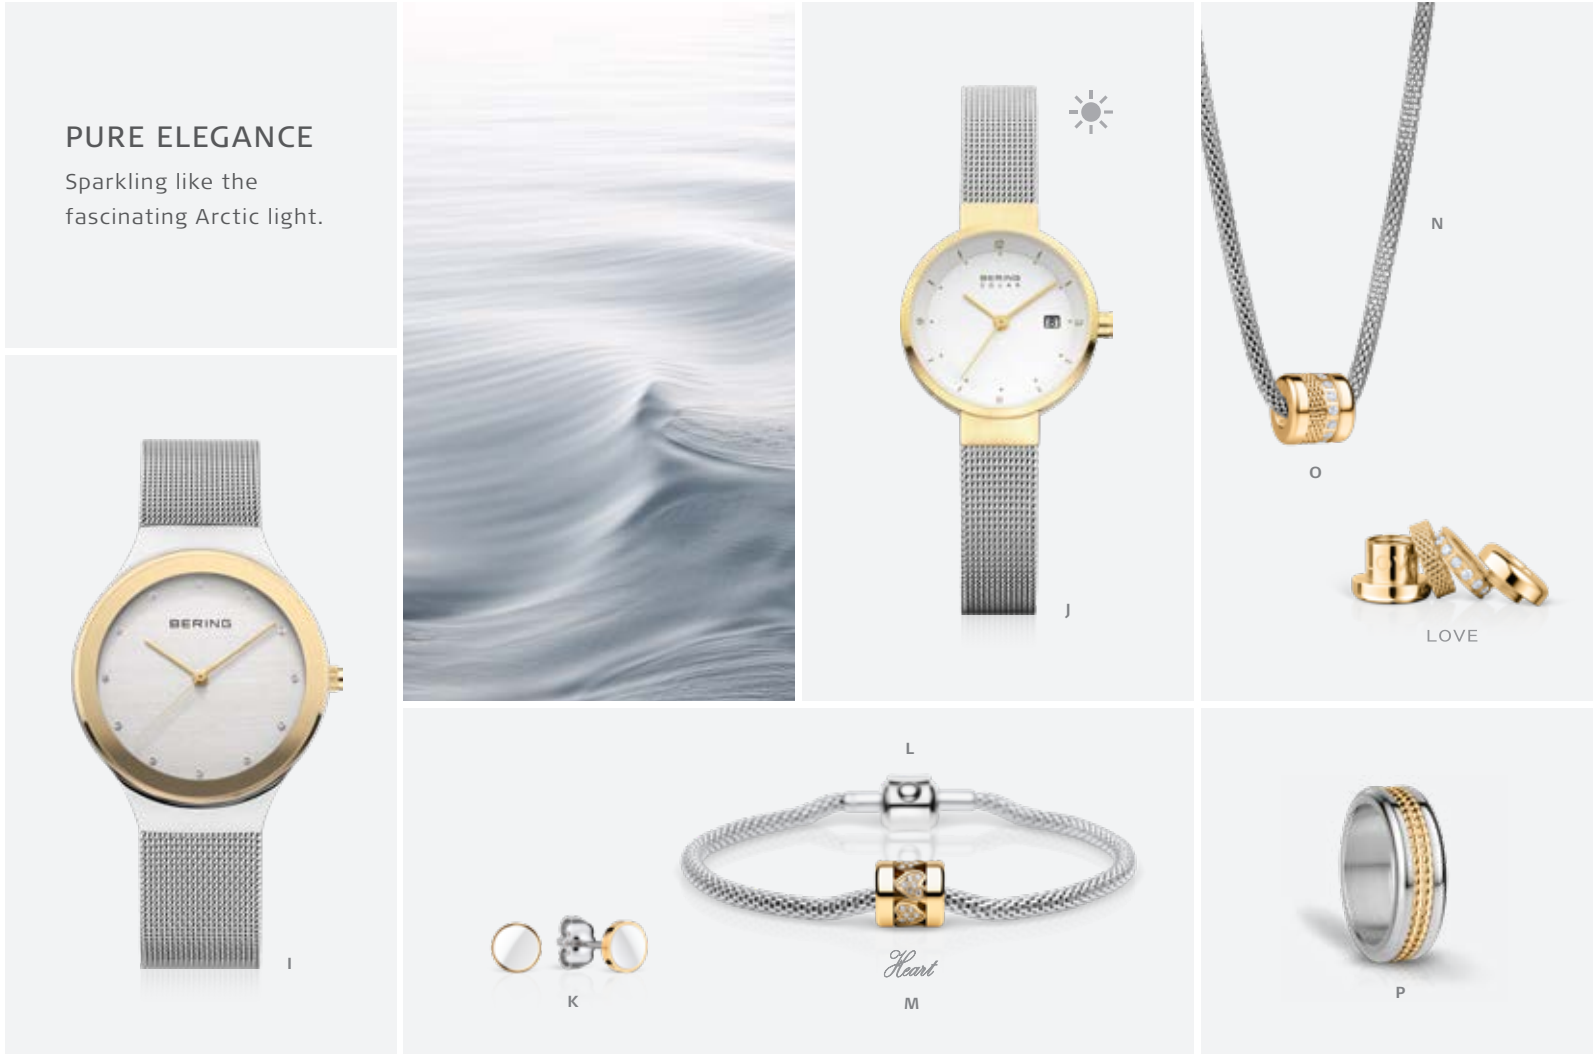 PURE ELEGANCE
Sparkling like the
fascinating Arctic light.
BERING
I
BERING
SOLAR
J
N
O
LOVE
K
L
Heart
M
P